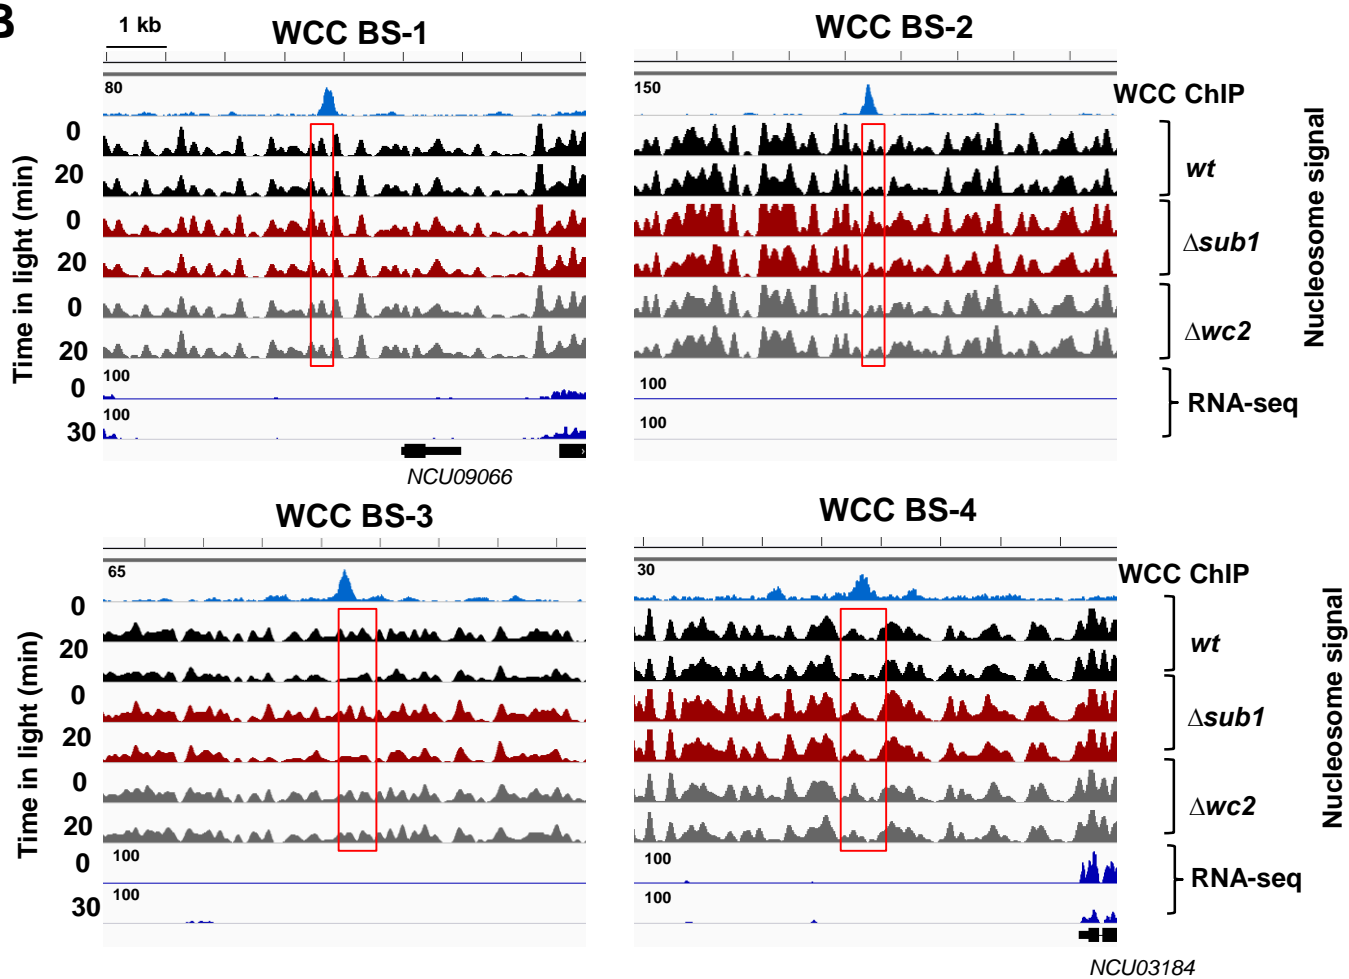 B
1 kb
WCC BS-1
WCC BS-2
80
150
WCC ChIP
0
20
0
20
0
20
0
30
Time in light (min)
wt
Δsub1
Δwc2
RNA-seq
Nucleosome signal
100
100
100
100
NCU09066
WCC BS-3
WCC BS-4
65
30
WCC ChIP
0
20
0
20
0
20
0
30
Time in light (min)
wt
Δsub1
Δwc2
RNA-seq
Nucleosome signal
100
100
100
100
NCU03184